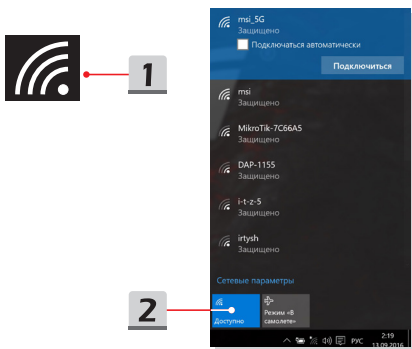 1
2
msi_5G
Защищено
Подключаться автоматически
Подключиться
msi
Защищено
MikroTik-7C66A5
Защищено
DAP-1155
Защищено
i-t-z-5
Защищено
irtysh
Защищено
Сетевые параметры
Доступно
Режим «В
самолете»
РУС
2:19
13.09.2016